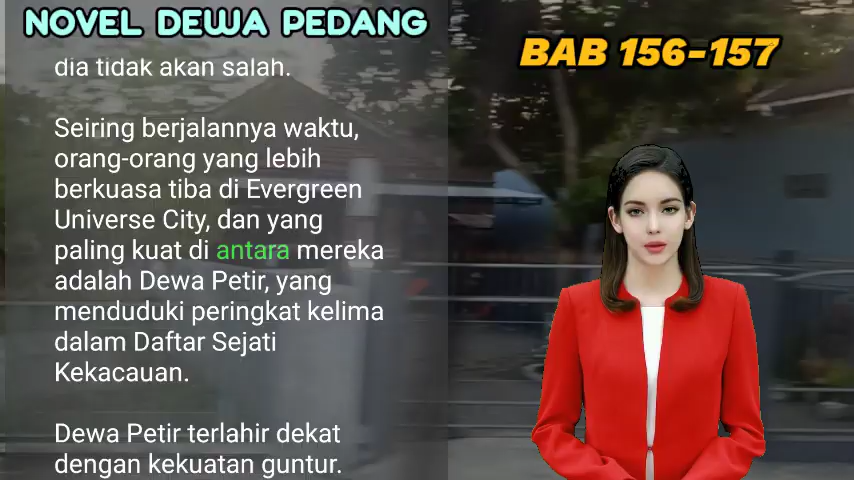 NOVEL DEWA PEDANG
BAB 156-157
dia tidak akan salah.
Seiring berjalannya waktu,
orang-orang yang lebih
berkuasa tiba di Evergreen
Universe City, dan yang
paling kuat di antara mereka
adalah Dewa Petir, yang
menduduki peringkat kelima
dalam Daftar Sejati
Kekacauan.
Dewa Petir terlahir dekat
dengan kekuatan guntur.